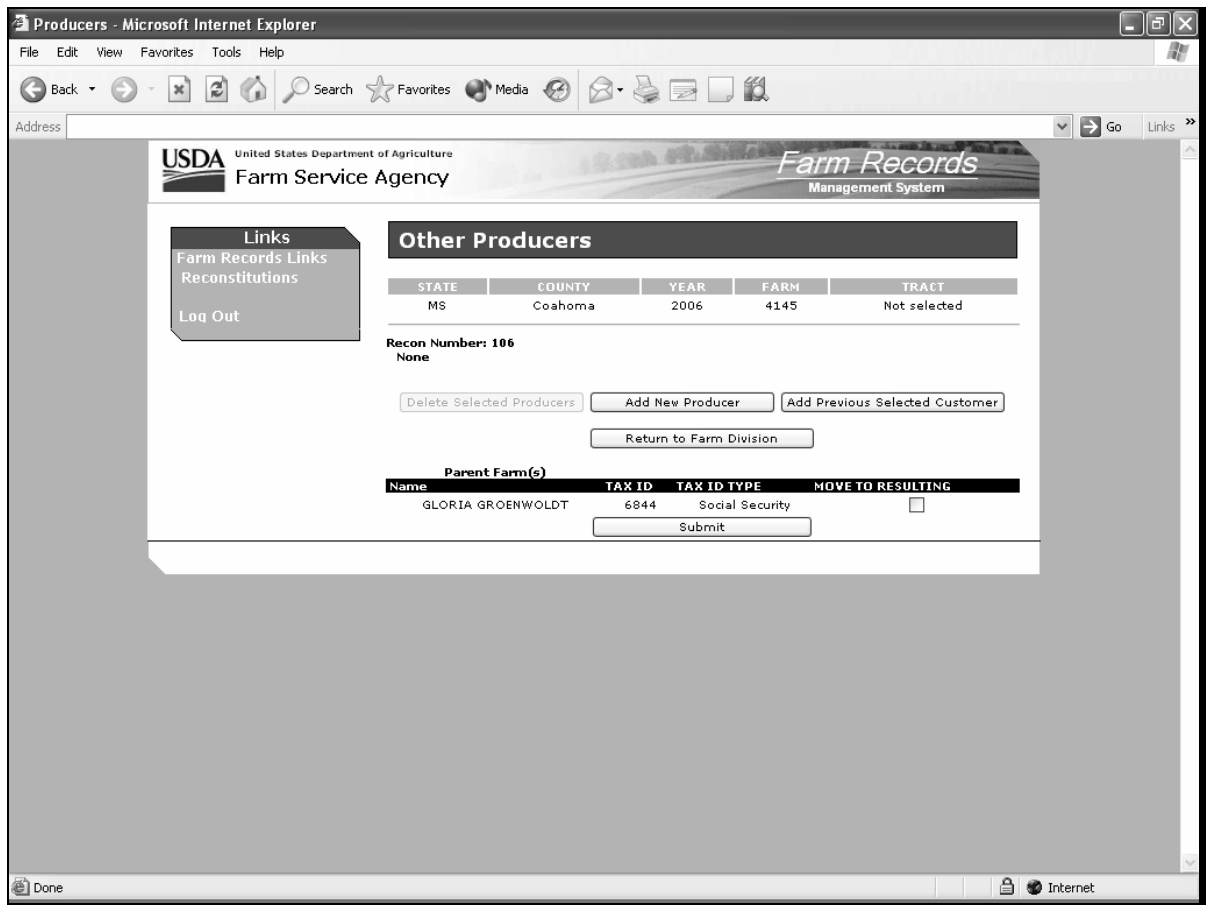 Producers - Microsoft Internet Explorer
File Edit View Favorites Tools Help
Back Search Favorites Media
Address Go Links »
USDA United States Department of Agriculture
Farm Service Agency
Farm Records
Management System
Links
Farm Records Links
Reconstitutions
Log Out
Other Producers
STATE COUNTY YEAR FARM TRACT
MS Coahoma 2006 4145 Not selected
Recon Number: 106
None
Delete Selected Producers Add New Producer Add Previous Selected Customer
Return to Farm Division
Parent Farm(s)
Name TAX ID TAX ID TYPE MOVE TO RESULTING
GLORIA GROENWOLDT 6844 Social Security
Submit
Done Internet